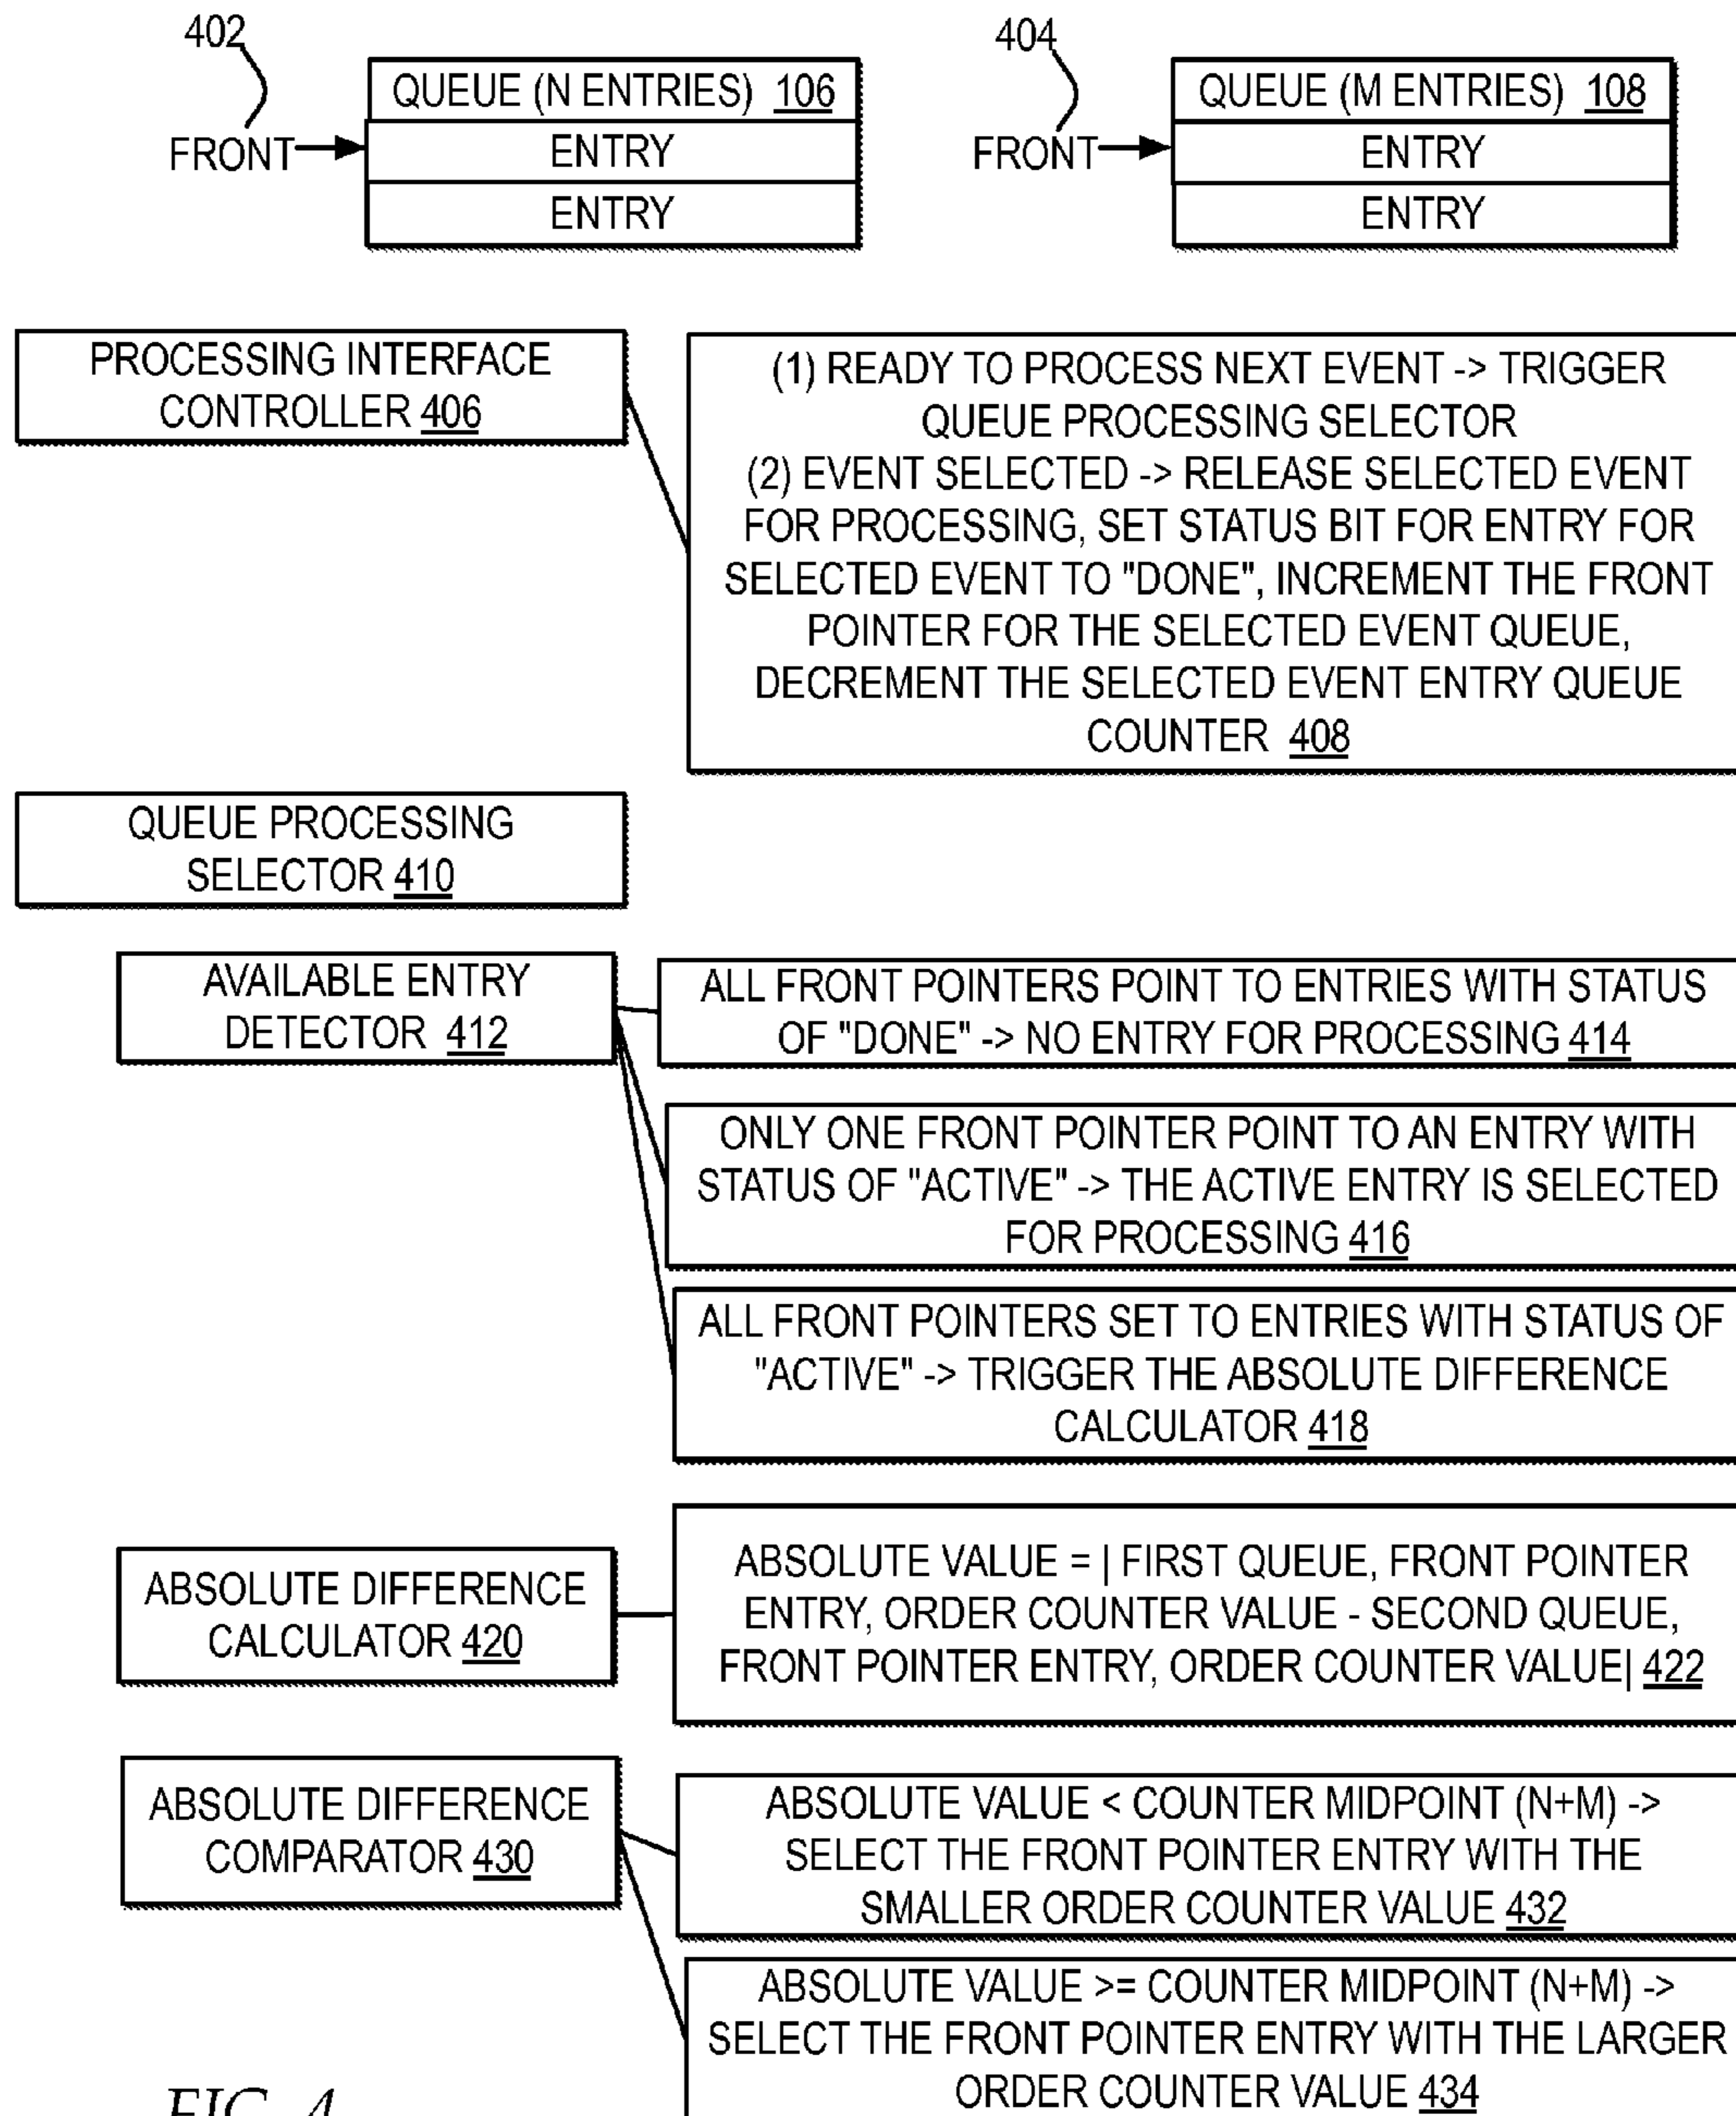 402
404
QUEUE (N ENTRIES) 106
QUEUE (M ENTRIES) 108
FRONT
ENTRY
FRONT
ENTRY
ENTRY
ENTRY
PROCESSING INTERFACE
CONTROLLER 406
(1) READY TO PROCESS NEXT EVENT -> TRIGGER
QUEUE PROCESSING SELECTOR
(2) EVENT SELECTED -> RELEASE SELECTED EVENT
FOR PROCESSING, SET STATUS BIT FOR ENTRY FOR
SELECTED EVENT TO "DONE", INCREMENT THE FRONT
POINTER FOR THE SELECTED EVENT QUEUE,
DECREMENT THE SELECTED EVENT ENTRY QUEUE
COUNTER 408
QUEUE PROCESSING
SELECTOR 410
AVAILABLE ENTRY
DETECTOR 412
ALL FRONT POINTERS POINT TO ENTRIES WITH STATUS
OF "DONE" -> NO ENTRY FOR PROCESSING 414
ONLY ONE FRONT POINTER POINT TO AN ENTRY WITH
STATUS OF "ACTIVE" -> THE ACTIVE ENTRY IS SELECTED
FOR PROCESSING 416
ALL FRONT POINTERS SET TO ENTRIES WITH STATUS OF
"ACTIVE" -> TRIGGER THE ABSOLUTE DIFFERENCE
CALCULATOR 418
ABSOLUTE DIFFERENCE
CALCULATOR 420
ABSOLUTE VALUE = | FIRST QUEUE, FRONT POINTER
ENTRY, ORDER COUNTER VALUE - SECOND QUEUE,
FRONT POINTER ENTRY, ORDER COUNTER VALUE| 422
ABSOLUTE DIFFERENCE
COMPARATOR 430
ABSOLUTE VALUE < COUNTER MIDPOINT (N+M) ->
SELECT THE FRONT POINTER ENTRY WITH THE
SMALLER ORDER COUNTER VALUE 432
ABSOLUTE VALUE >= COUNTER MIDPOINT (N+M) ->
SELECT THE FRONT POINTER ENTRY WITH THE LARGER
ORDER COUNTER VALUE 434
FIG. 4